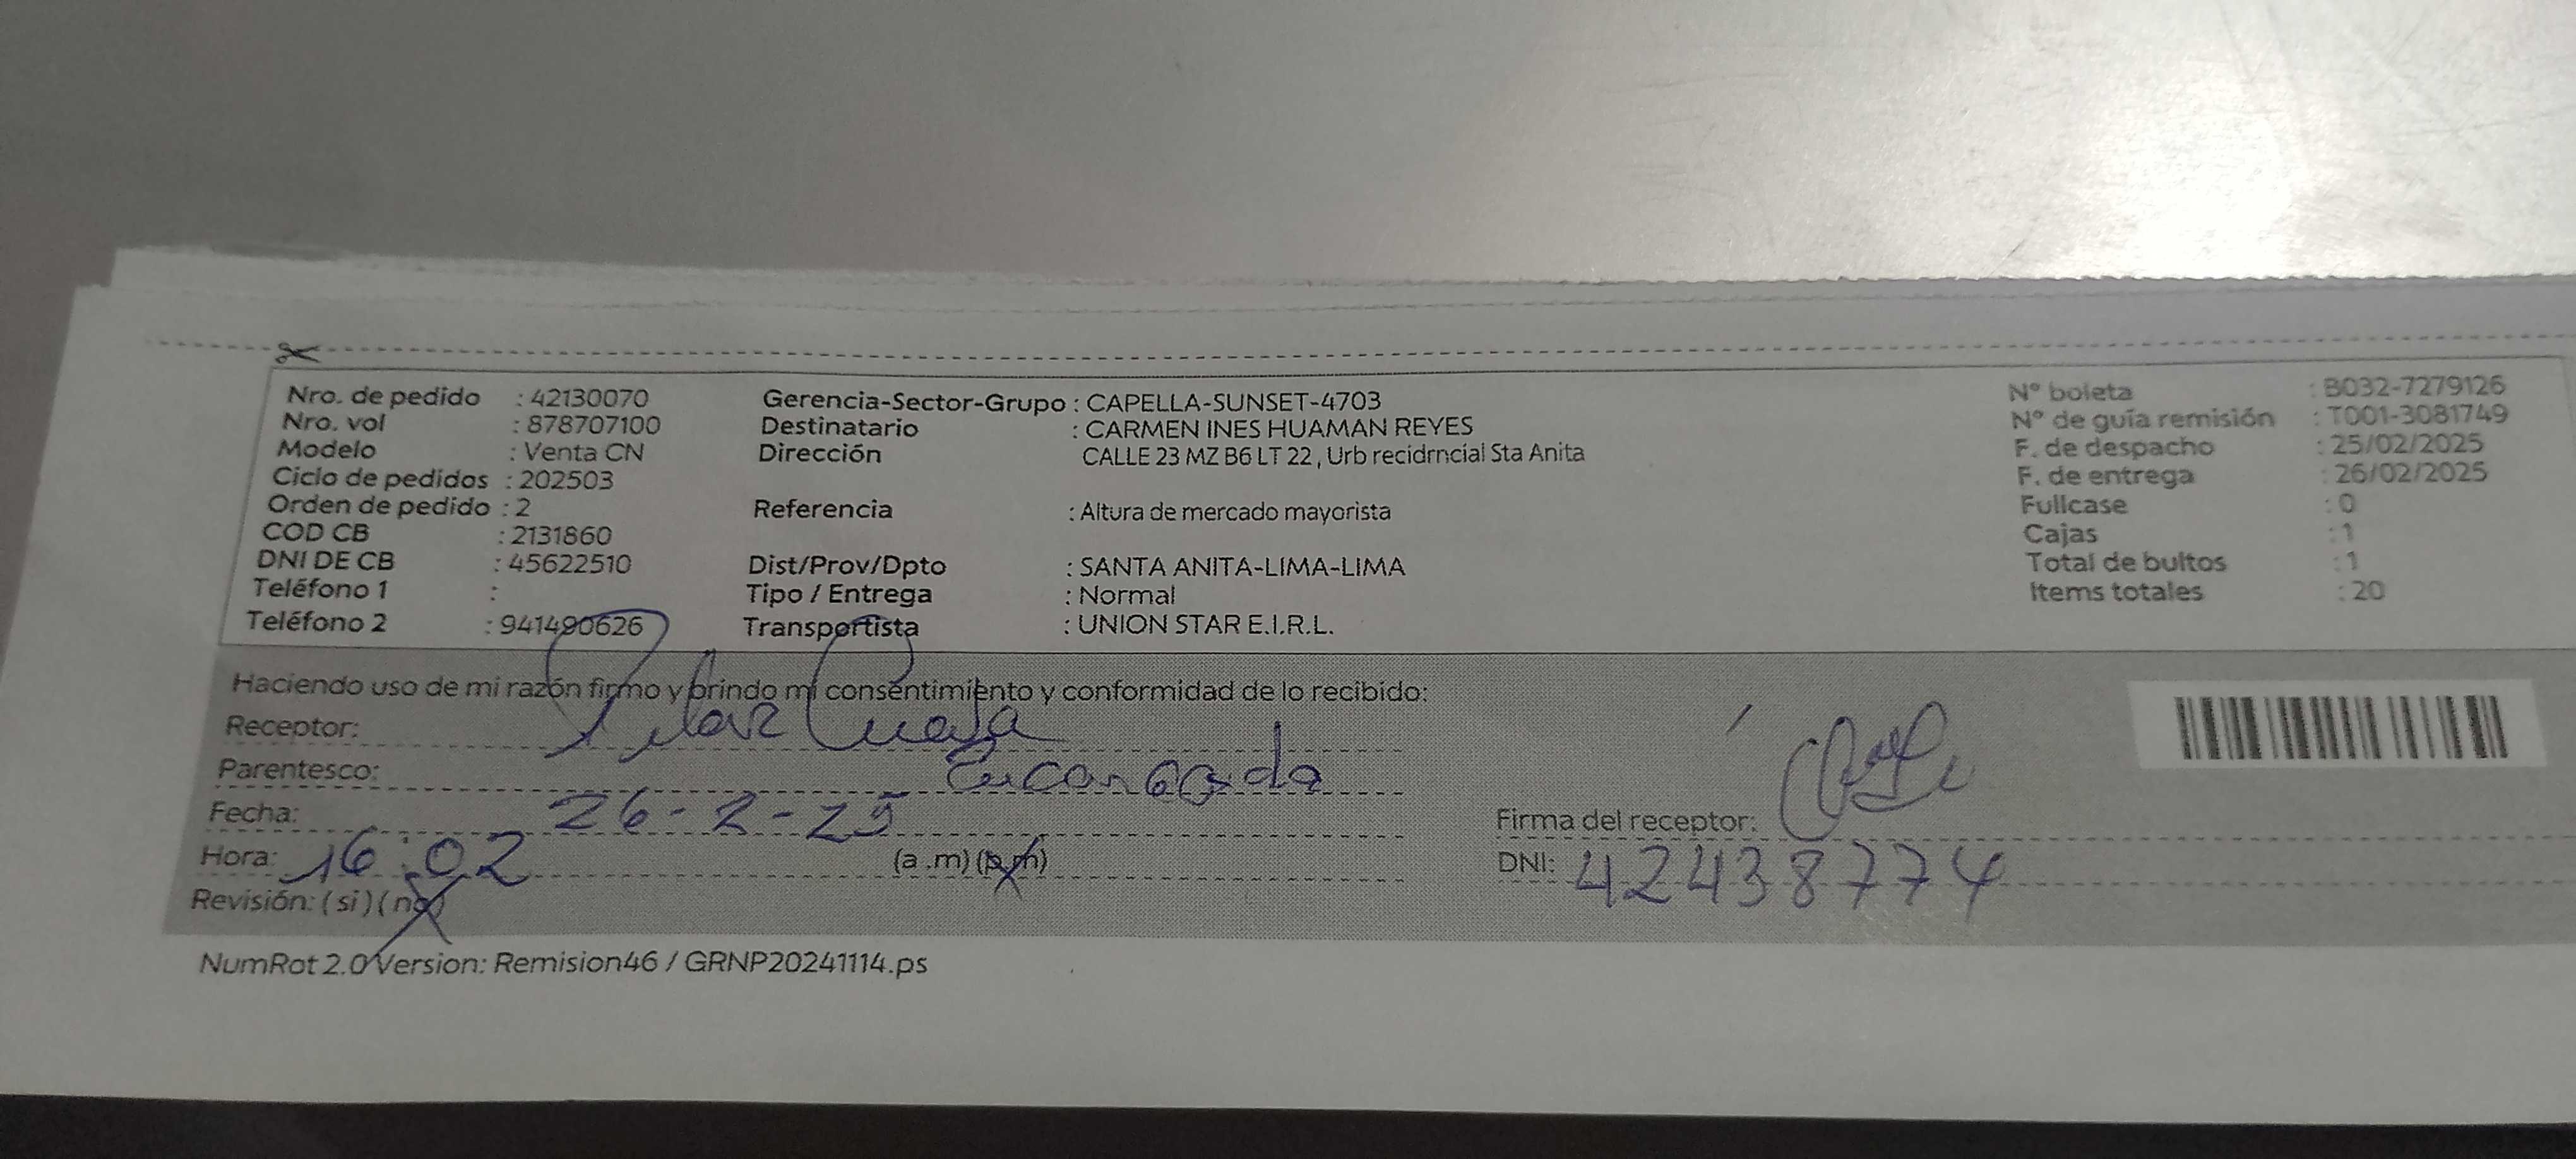 Nro. de pedido : 42130070
Nro. vol : 878707100
Modelo : Venta CN
Ciclo de pedidos : 202503
Orden de pedido : 2
COD CB : 2131860
DNI DE CB : 45622510
Teléfono 1 :
Teléfono 2 : 941490626
Gerencia-Sector-Grupo : CAPELLA-SUNSET-4703
Destinatario : CARMEN INES HUAMAN REYES
Dirección CALLE 23 MZ B6 LT 22 , Urb recidrncial Sta Anita
Referencia : Altura de mercado mayorista
Dist/Prov/Dpto : SANTA ANITA-LIMA-LIMA
Tipo / Entrega : Normal
Transportista : UNION STAR E.I.R.L.
N° boleta : B032-7279126
N° de guía remisión : T001-3081749
F. de despacho : 25/02/2025
F. de entrega : 26/02/2025
Fullcase : 0
Cajas : 1
Total de bultos : 1
Items totales : 20
Haciendo uso de mi razón firmo y brindo mi consentimiento y conformidad de lo recibido:
Receptor: Pilar
Parentesco: Encargada
Fecha: 26-2-25
Hora: 16:02 (a .m) (p.m)
Revisión: ( si ) ( no )
Firma del receptor:
DNI: 42438774
NumRot 2.0 Version: Remision46 / GRNP20241114.ps